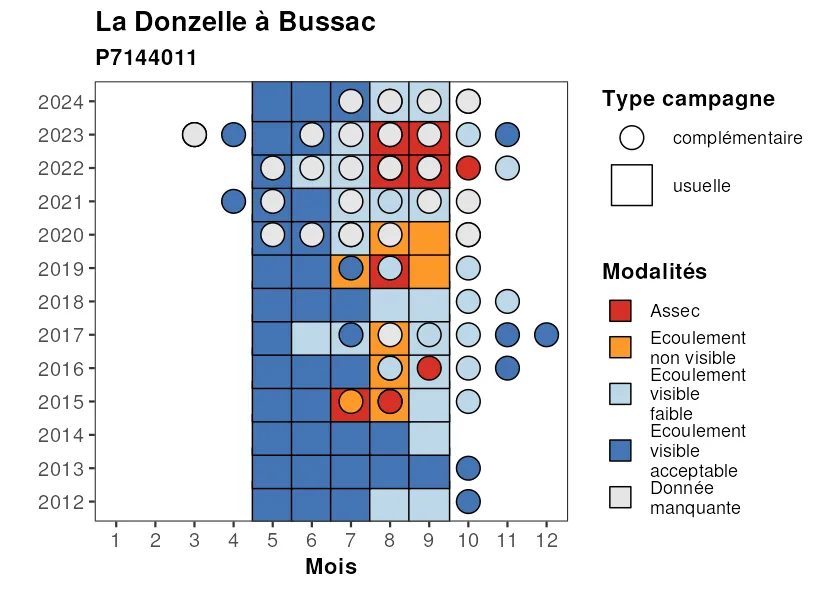 La Donzelle à Bussac
P7144011
2024
2023
2022
2021
2020
2019
2018
2017
2016
2015
2014
2013
2012
1 2 3 4 5 6 7 8 9 10 11 12
Mois
Type campagne
complémentaire
usuelle
Modalités
Assec
Ecoulement
non visible
Ecoulement
visible
faible
Ecoulement
visible
acceptable
Donnée
manquante